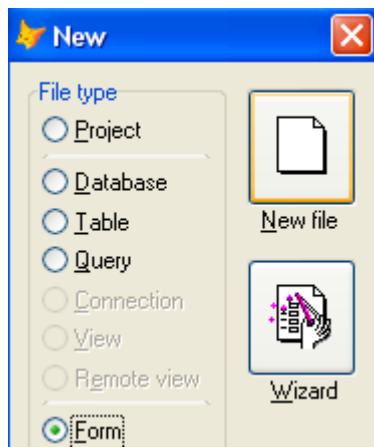 New
File type
Project
Database
Table
Query
Connection
View
Remote view
Form
New file
Wizard